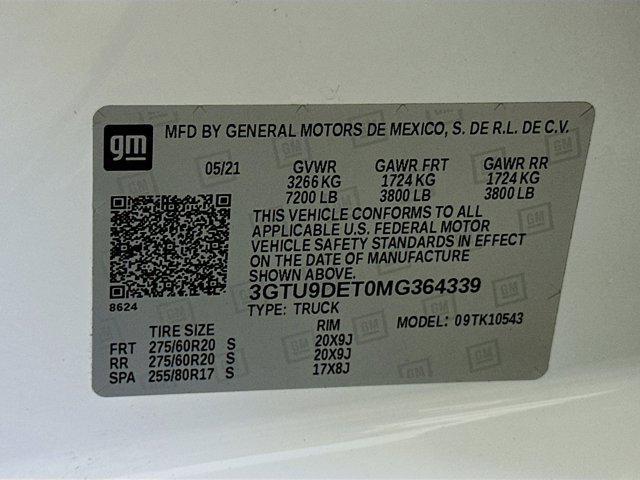 gm
MFD BY GENERAL MOTORS DE MEXICO, S. DE R.L. DE C.V.
05/21 GVWR GAWR FRT GAWR RR
3266 KG 1724 KG 1724 KG
7200 LB 3800 LB 3800 LB
THIS VEHICLE CONFORMS TO ALL
APPLICABLE U.S. FEDERAL MOTOR
VEHICLE SAFETY STANDARDS IN EFFECT
ON THE DATE OF MANUFACTURE
SHOWN ABOVE.
3GTU9DET0MG364339
8624
TYPE: TRUCK
MODEL: 09TK10543
TIRE SIZE RIM
FRT 275/60R20 S 20X9J
RR 275/60R20 S 20X9J
SPA 255/80R17 S 17X8J